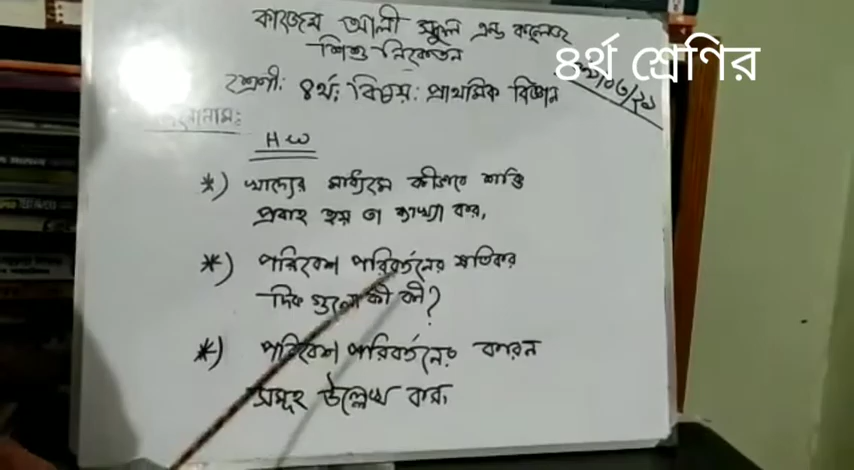 কাজেম আলী স্কুল এন্ড কলেজ
শিশু নিকেতন
৪র্থ শ্রেণির
শ্রেণী: ৪র্থ, বিষয়: প্রাথমিক বিজ্ঞান
HW
*) খাদ্যের মাধ্যমে কীভাবে শক্তি
প্রবাহ হয় তা ব্যাখ্যা কর,
*) পরিবেশ পরিবর্তনের ক্ষতিকর
দিক গুলো কী কী?
*) পরিবেশ পরিবর্তনের কারন
সমূহ উল্লেখ কর,